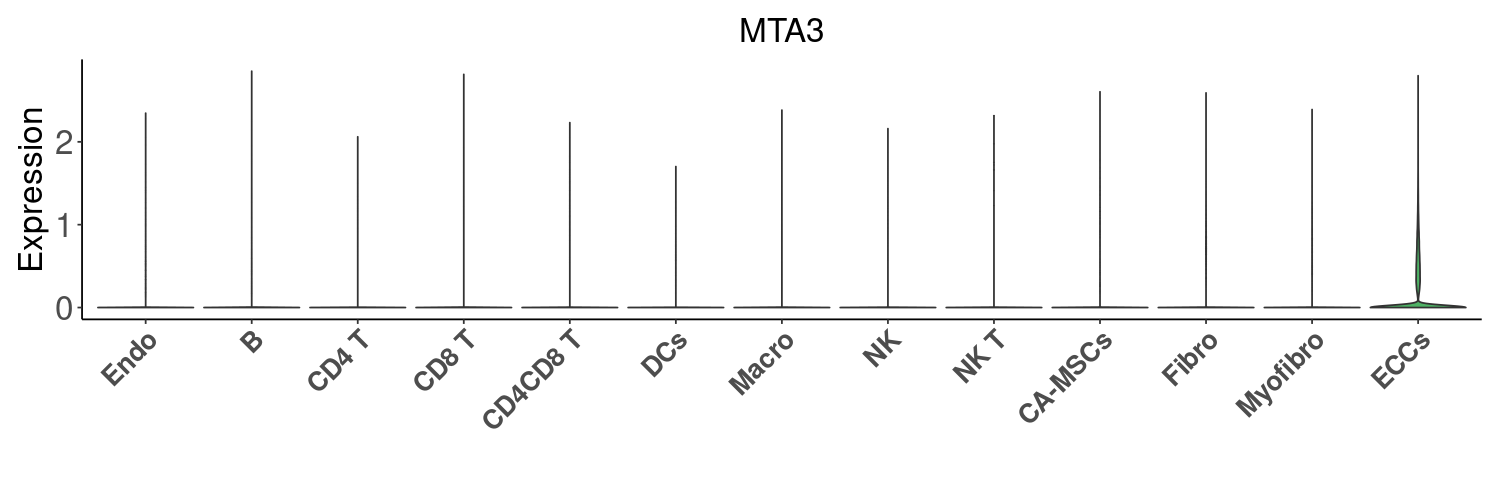 MTA3
Expression
2
1
0
Endo
B
CD4 T
CD8 T
CD4CD8 T
DCs
Macro
NK
NK T
CA-MSCs
Fibro
Myofibro
ECCs